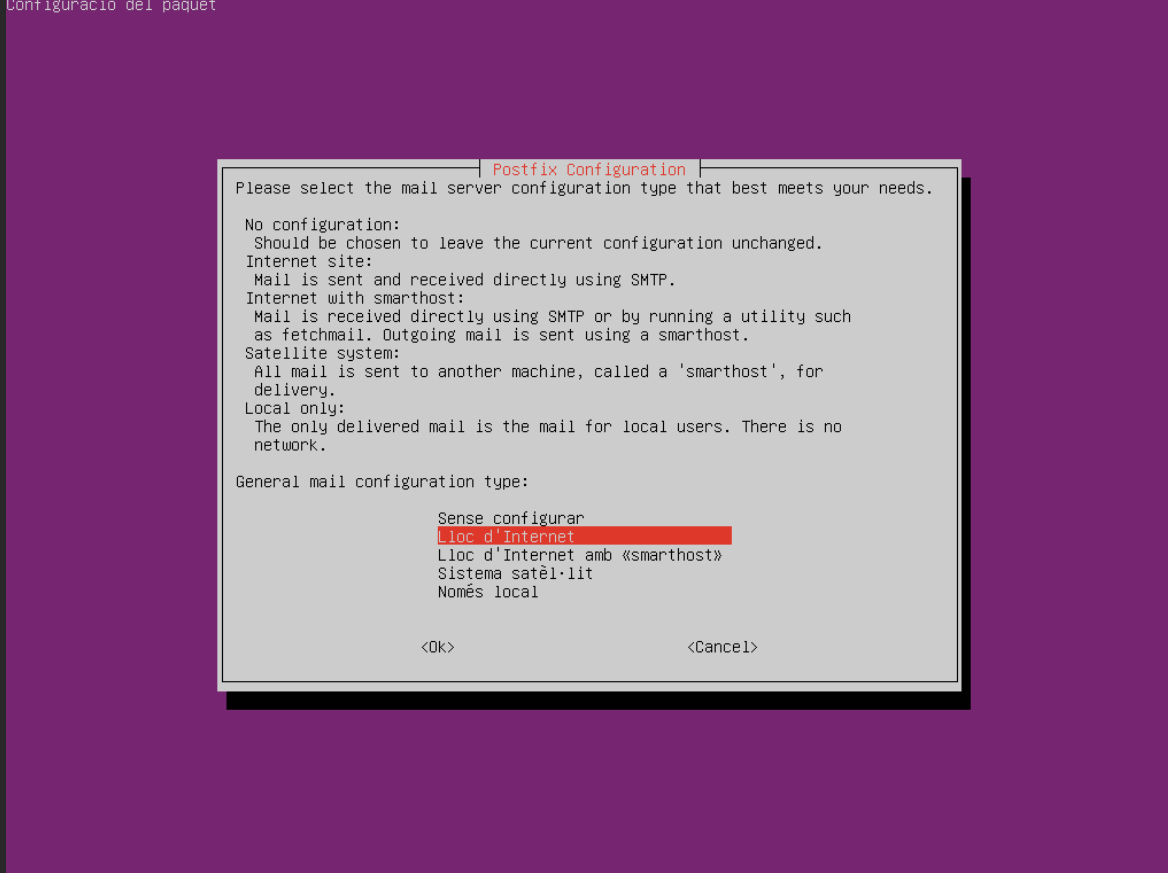 Configuració del paquet
Postfix Configuration
Please select the mail server configuration type that best meets your needs.
No configuration:
Should be chosen to leave the current configuration unchanged.
Internet site:
Mail is sent and received directly using SMTP.
Internet with smarthost:
Mail is received directly using SMTP or by running a utility such
as fetchmail. Outgoing mail is sent using a smarthost.
Satellite system:
All mail is sent to another machine, called a 'smarthost', for
delivery.
Local only:
The only delivered mail is the mail for local users. There is no
network.
General mail configuration type:
Sense configurar
Lloc d'Internet
Lloc d'Internet amb «smarthost»
Sistema satèl·lit
Només local
<Ok> <Cancel>